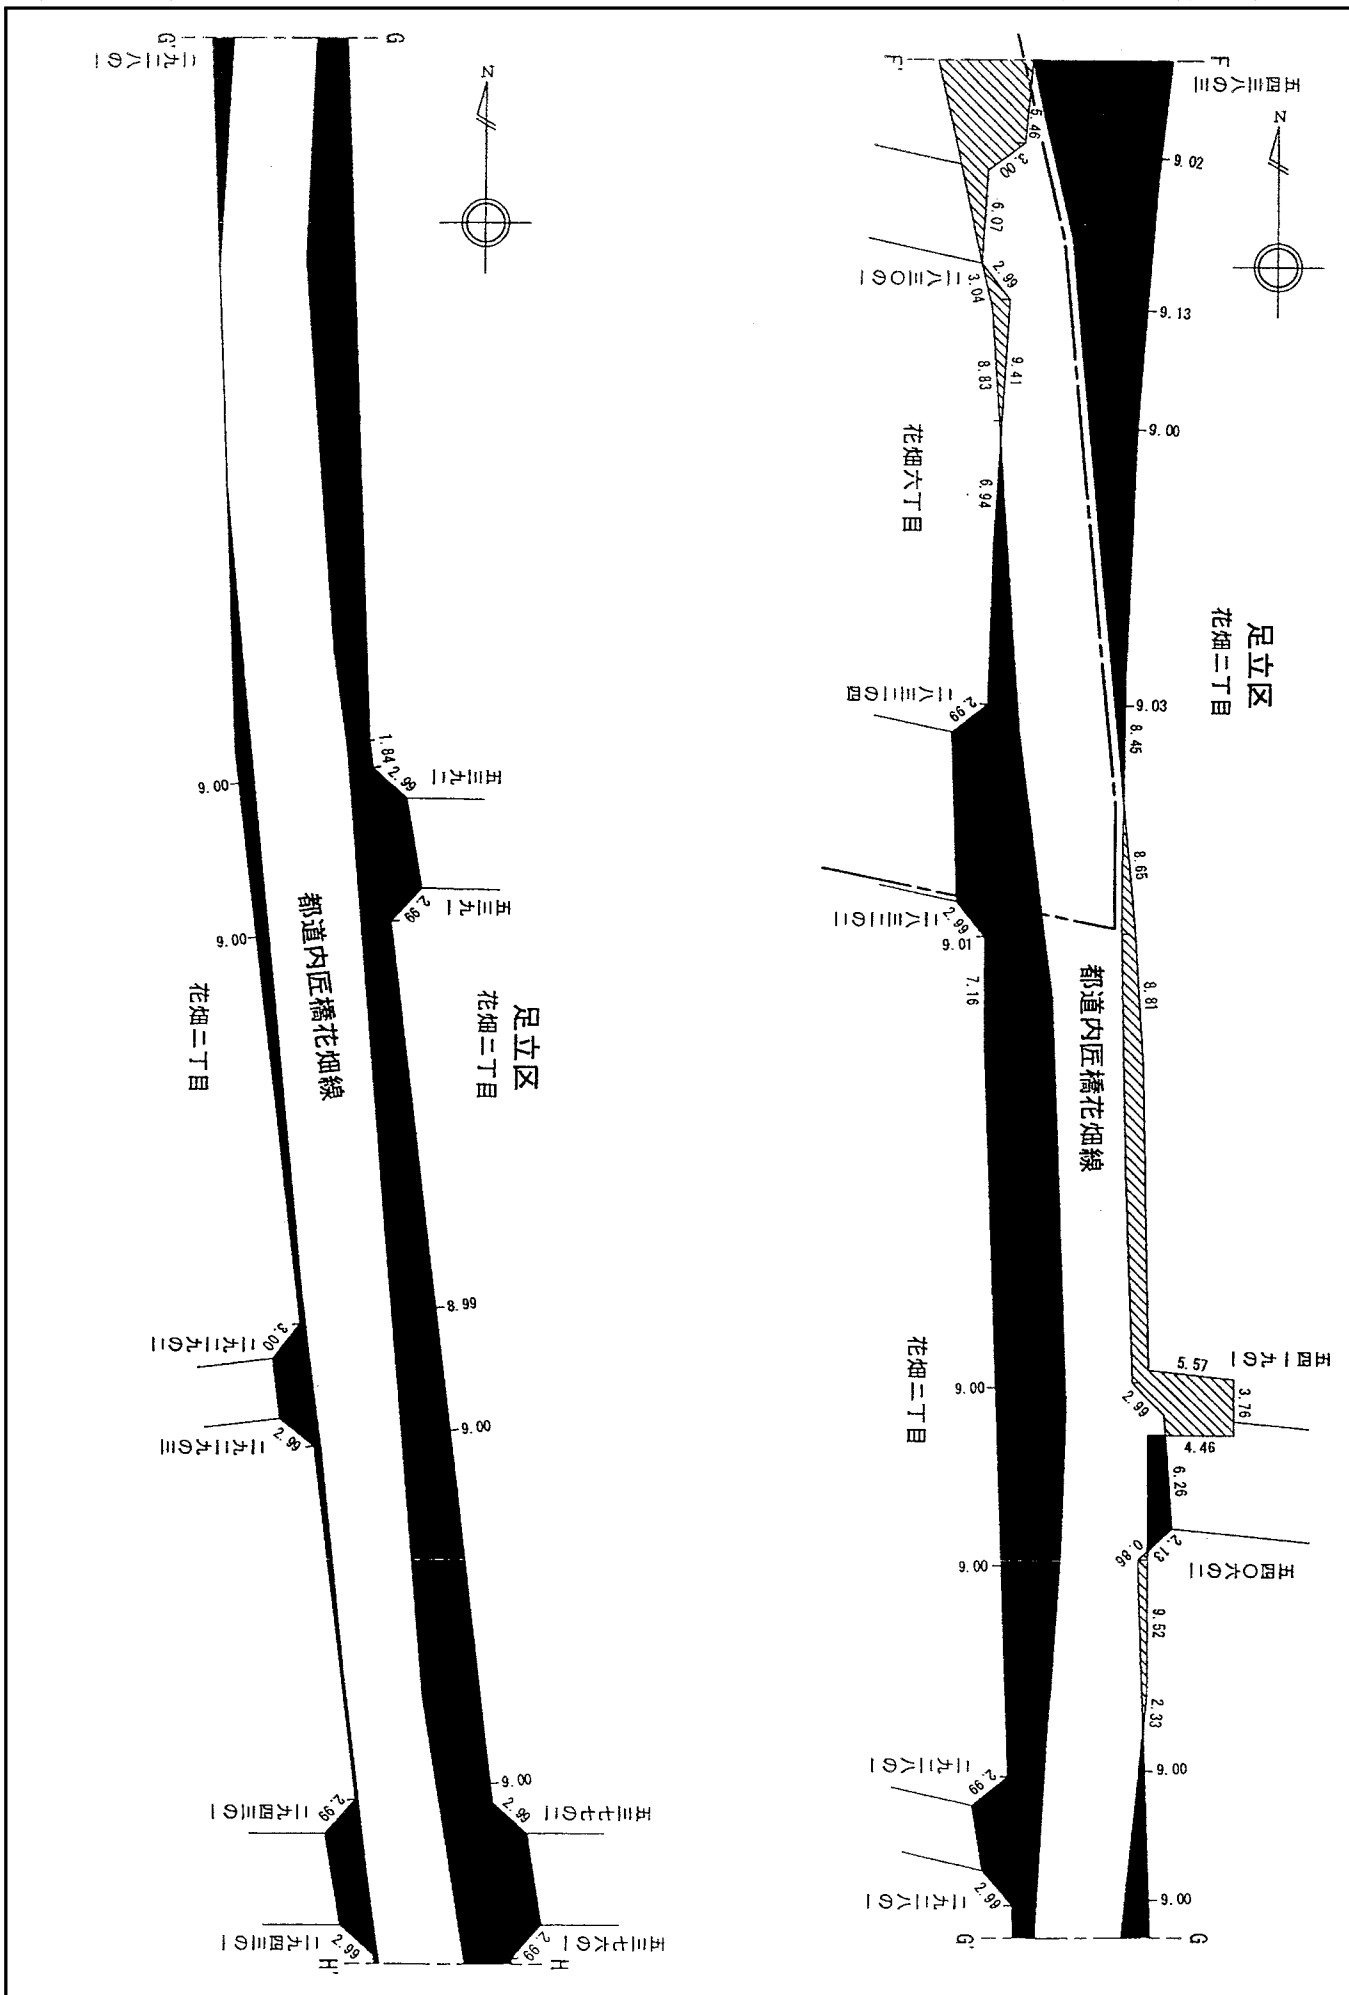 F'
F
五四三八の三
N
9.02
5.46
3.00
6.07
二八三〇の一
2.99
3.04
9.13
8.83
9.41
9.00
花畑六丁目
6.94
足立区
花畑二丁目
二八三二の四
2.99
9.03
8.45
8.65
二八三二の二
2.99
9.01
7.16
8.81
都道内匠橋花畑線
花畑二丁目
9.00
五四一九の一
5.57
3.76
2.99
4.46
6.26
2.13
0.86
五四〇六の二
9.00
9.52
2.33
9.00
二九二八の一
2.99
二九二八の一
2.99
9.00
G'
G
G'
G
二九二八の一
N
1.84
2.99
五三九二
9.00
五三九一
2.99
9.00
都道内匠橋花畑線
足立区
花畑二丁目
花畑二丁目
8.99
二九二九の二
3.00
9.00
二九二九の三
2.99
9.00
二九四三の一
2.99
2.99
五三七七の二
二九四三の一
2.99
2.99
五三七六の一
H'
H